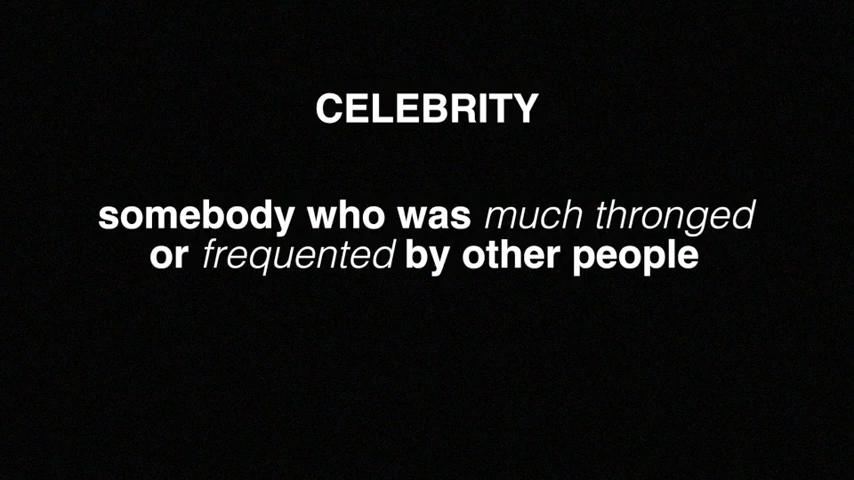 CELEBRITY
somebody who was much thronged
or frequented by other people